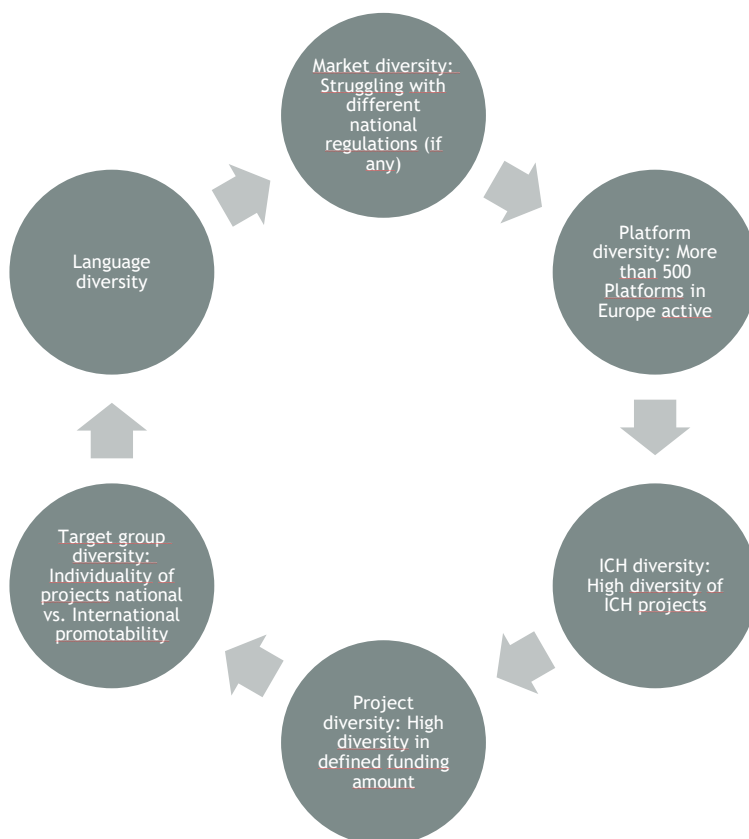 Market diversity:
Struggling with
different
national
regulations (if
any)
Platform
diversity: More
than 500
Platforms in
Europe active
ICH diversity:
High diversity of
ICH projects
Project
diversity: High
diversity in
defined funding
amount
Target group
diversity:
Individuality of
projects national
vs. International
promotability
Language
diversity